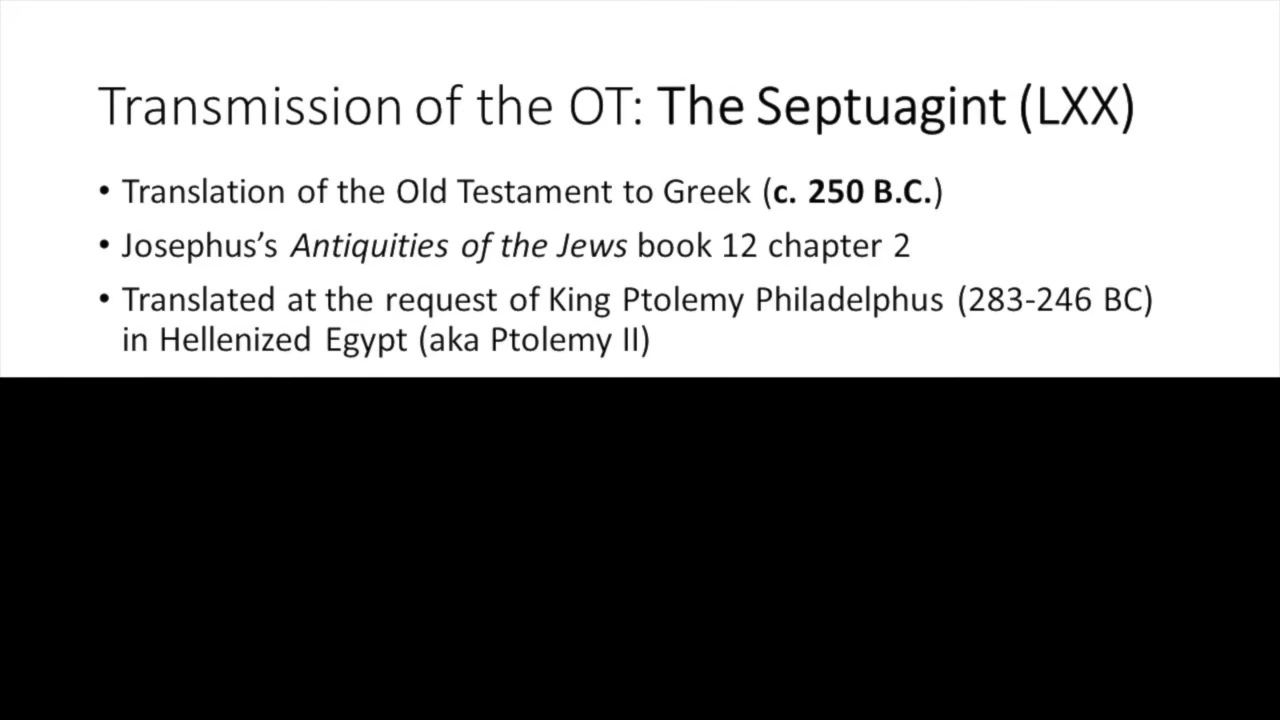 Transmission of the OT: The Septuagint (LXX)
• Translation of the Old Testament to Greek (c. 250 B.C.)
• Josephus’s Antiquities of the Jews book 12 chapter 2
• Translated at the request of King Ptolemy Philadelphus (283-246 BC)
in Hellenized Egypt (aka Ptolemy II)